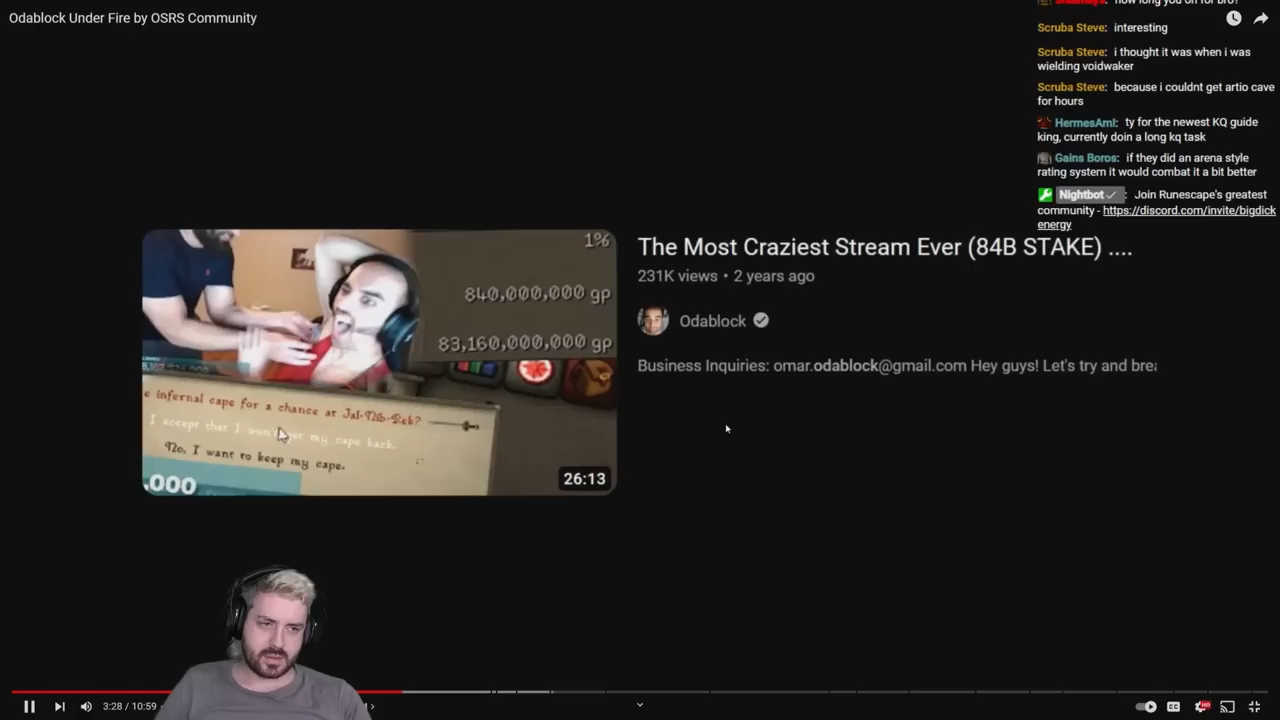 Odablock Under Fire by OSRS Community
how long you on for bro?
Scruba Steve: interesting
Scruba Steve: i thought it was when i was
wielding voidwaker
Scruba Steve: because i couldnt get artio cave
for hours
HermesAml: ty for the newest KQ guide
king, currently doin a long kq task
Gains Boros: if they did an arena style
rating system it would combat it a bit better
Nightbot: Join Runescape's greatest
community - https://discord.com/invite/bigdick
energy
1%
840,000,000 gp
83,160,000,000 gp
e infernal cape for a chance at Jal-Nib-Rek?
I accept that I won my cape back.
No, I want to keep my cape.
,000
26:13
The Most Craziest Stream Ever (84B STAKE) ....
231K views • 2 years ago
Odablock
Business Inquiries: omar.odablock@gmail.com Hey guys! Let's try and brea
3:28 / 10:59
HD